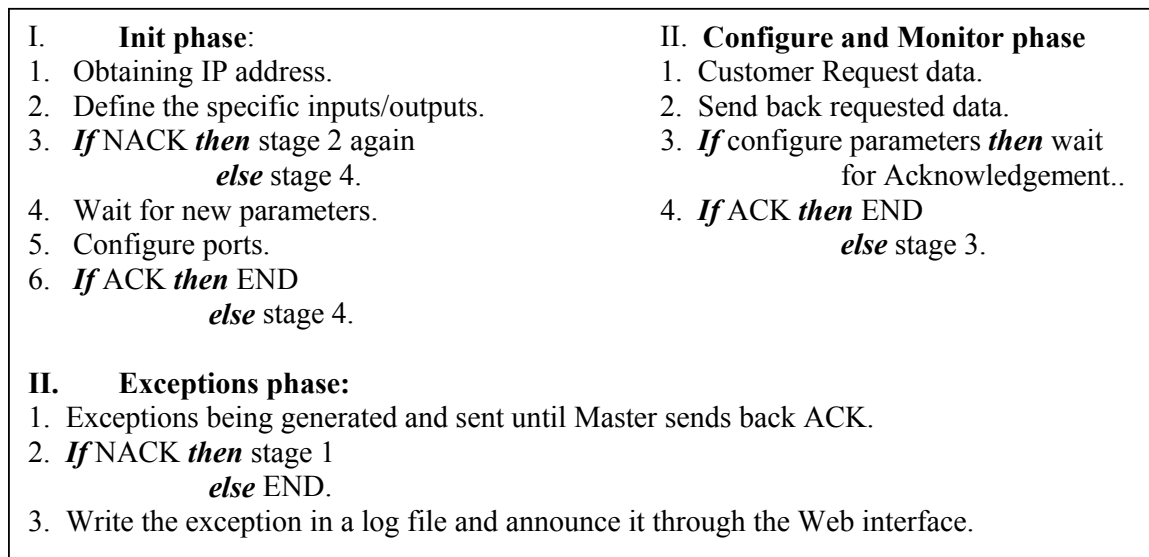 I. Init phase:
1. Obtaining IP address.
2. Define the specific inputs/outputs.
3. If NACK then stage 2 again
else stage 4.
4. Wait for new parameters.
5. Configure ports.
6. If ACK then END
else stage 4.
II. Configure and Monitor phase
1. Customer Request data.
2. Send back requested data.
3. If configure parameters then wait
for Acknowledgement..
4. If ACK then END
else stage 3.
II. Exceptions phase:
1. Exceptions being generated and sent until Master sends back ACK.
2. If NACK then stage 1
else END.
3. Write the exception in a log file and announce it through the Web interface.